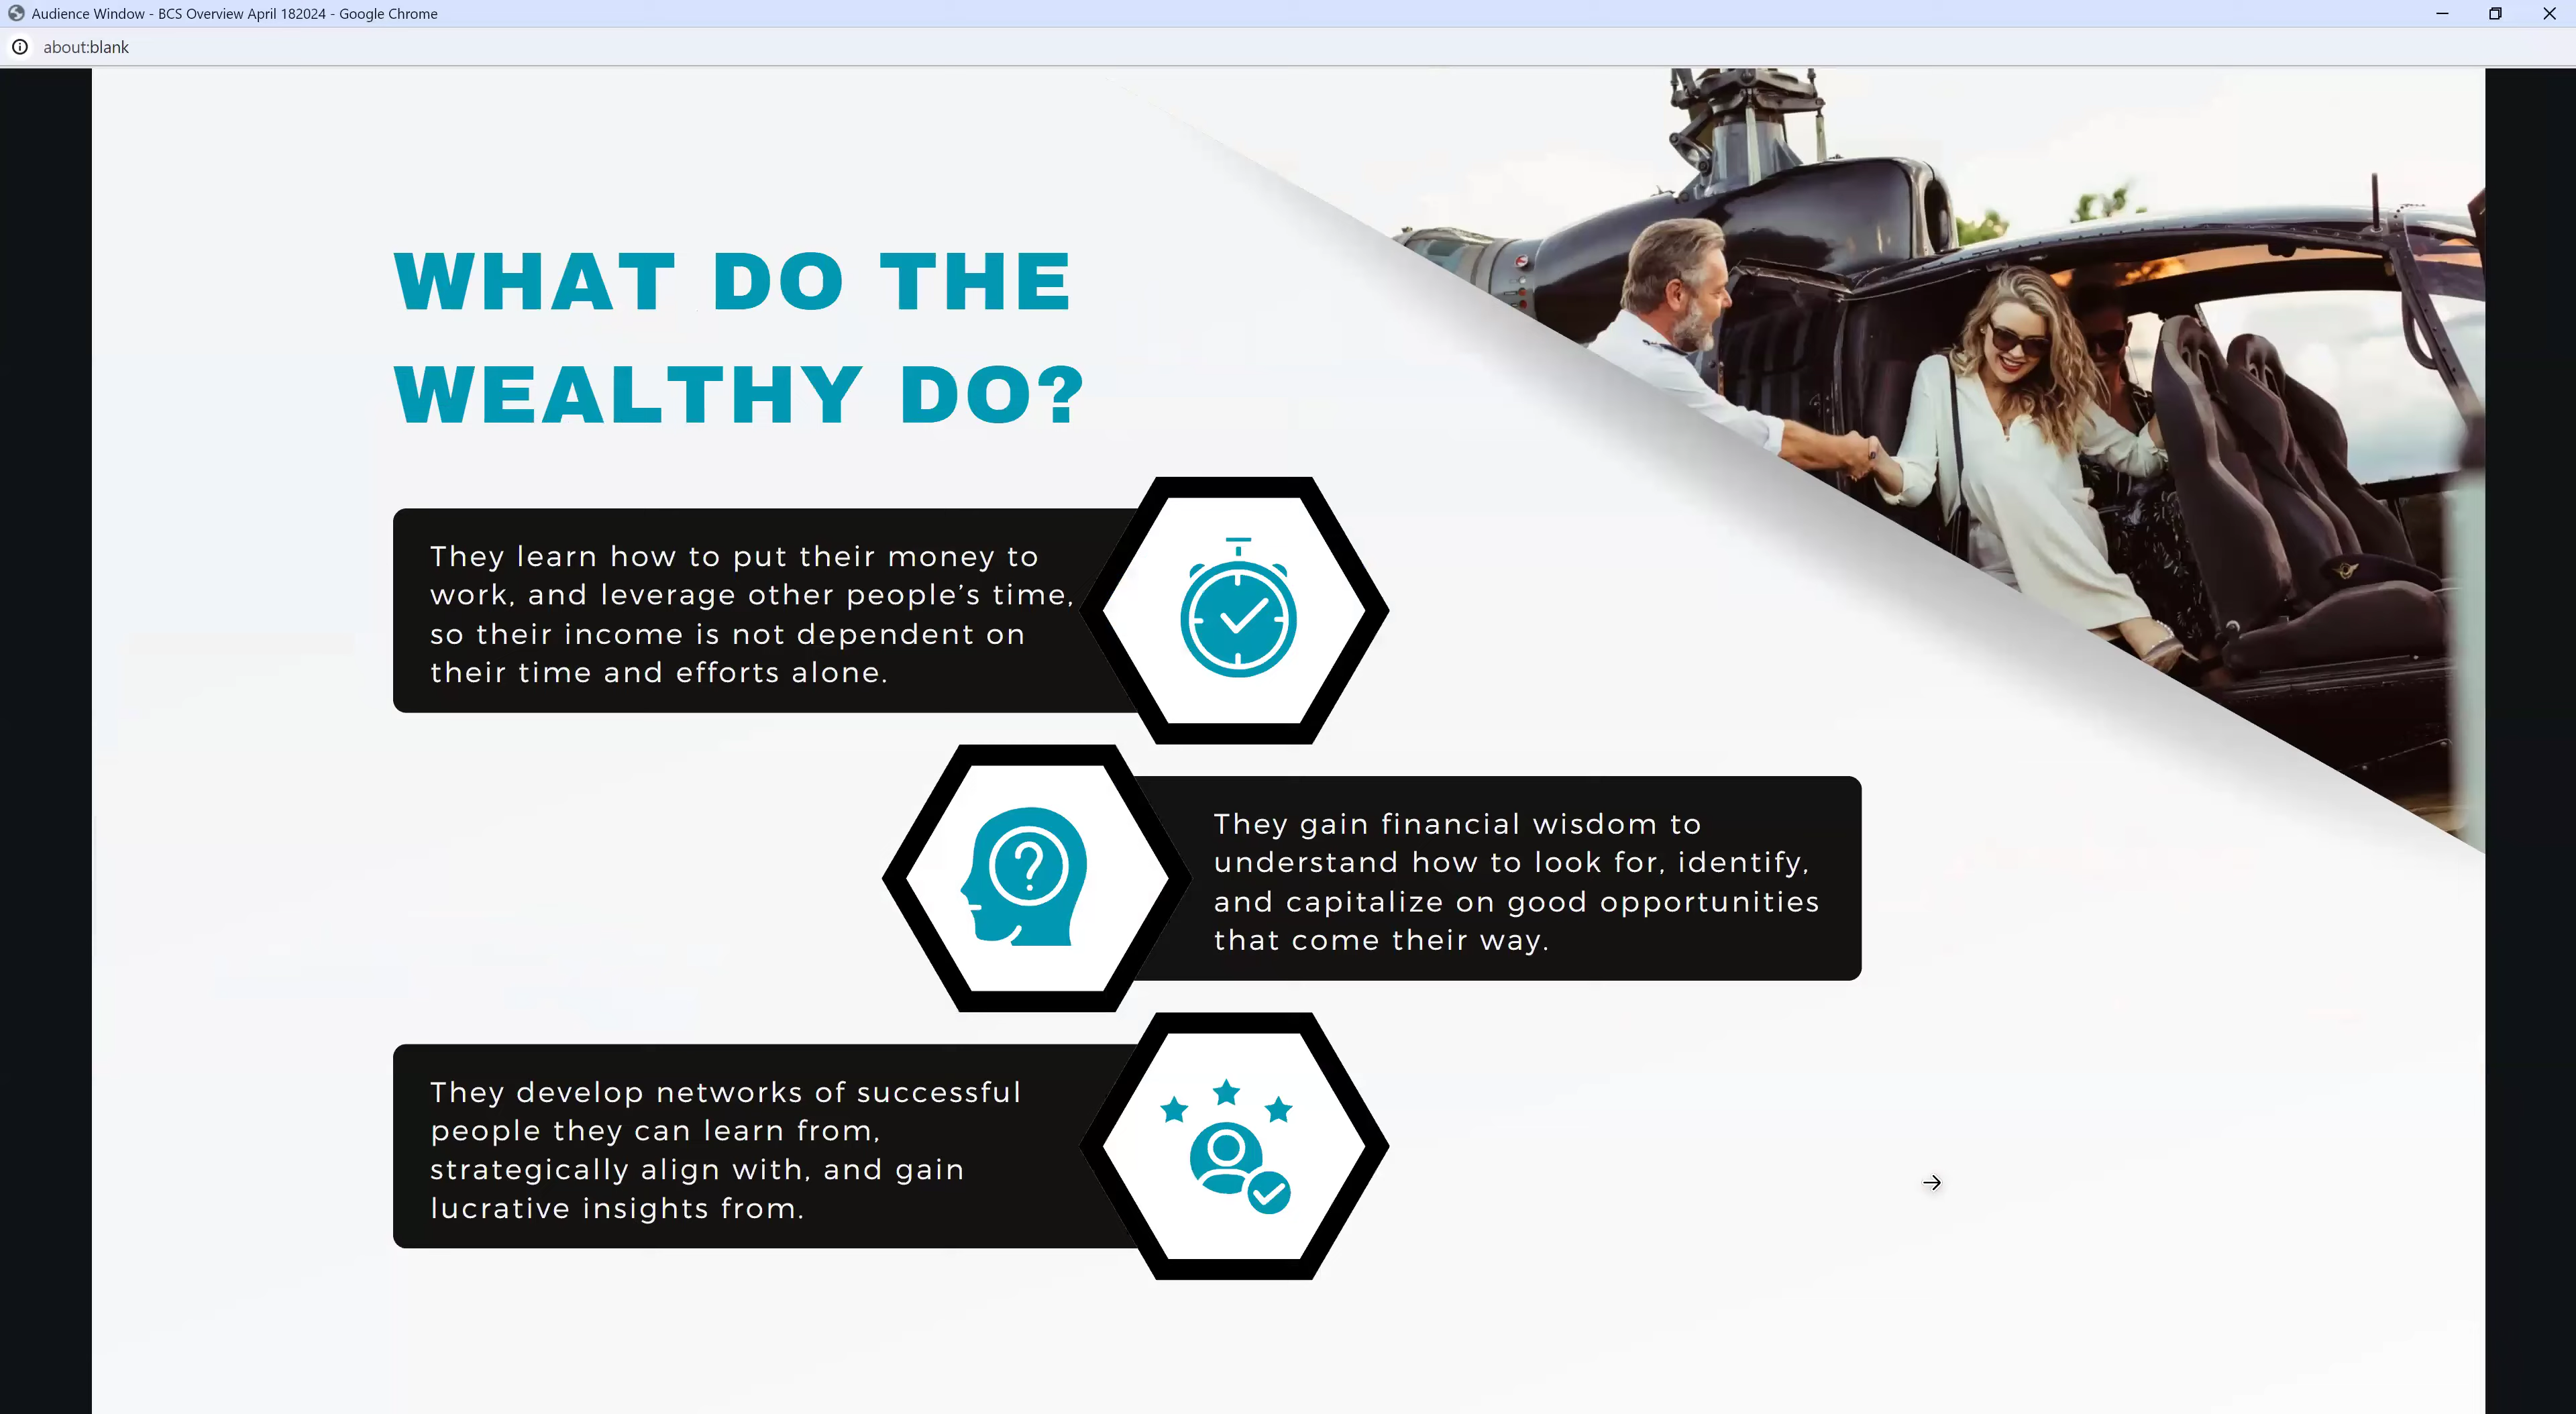 Audience Window - BCS Overview April 182024 - Google Chrome
about:blank
WHAT DO THE
WEALTHY DO?
They learn how to put their money to
work, and leverage other people’s time,
so their income is not dependent on
their time and efforts alone.
They gain financial wisdom to
understand how to look for, identify,
and capitalize on good opportunities
that come their way.
They develop networks of successful
people they can learn from,
strategically align with, and gain
lucrative insights from.